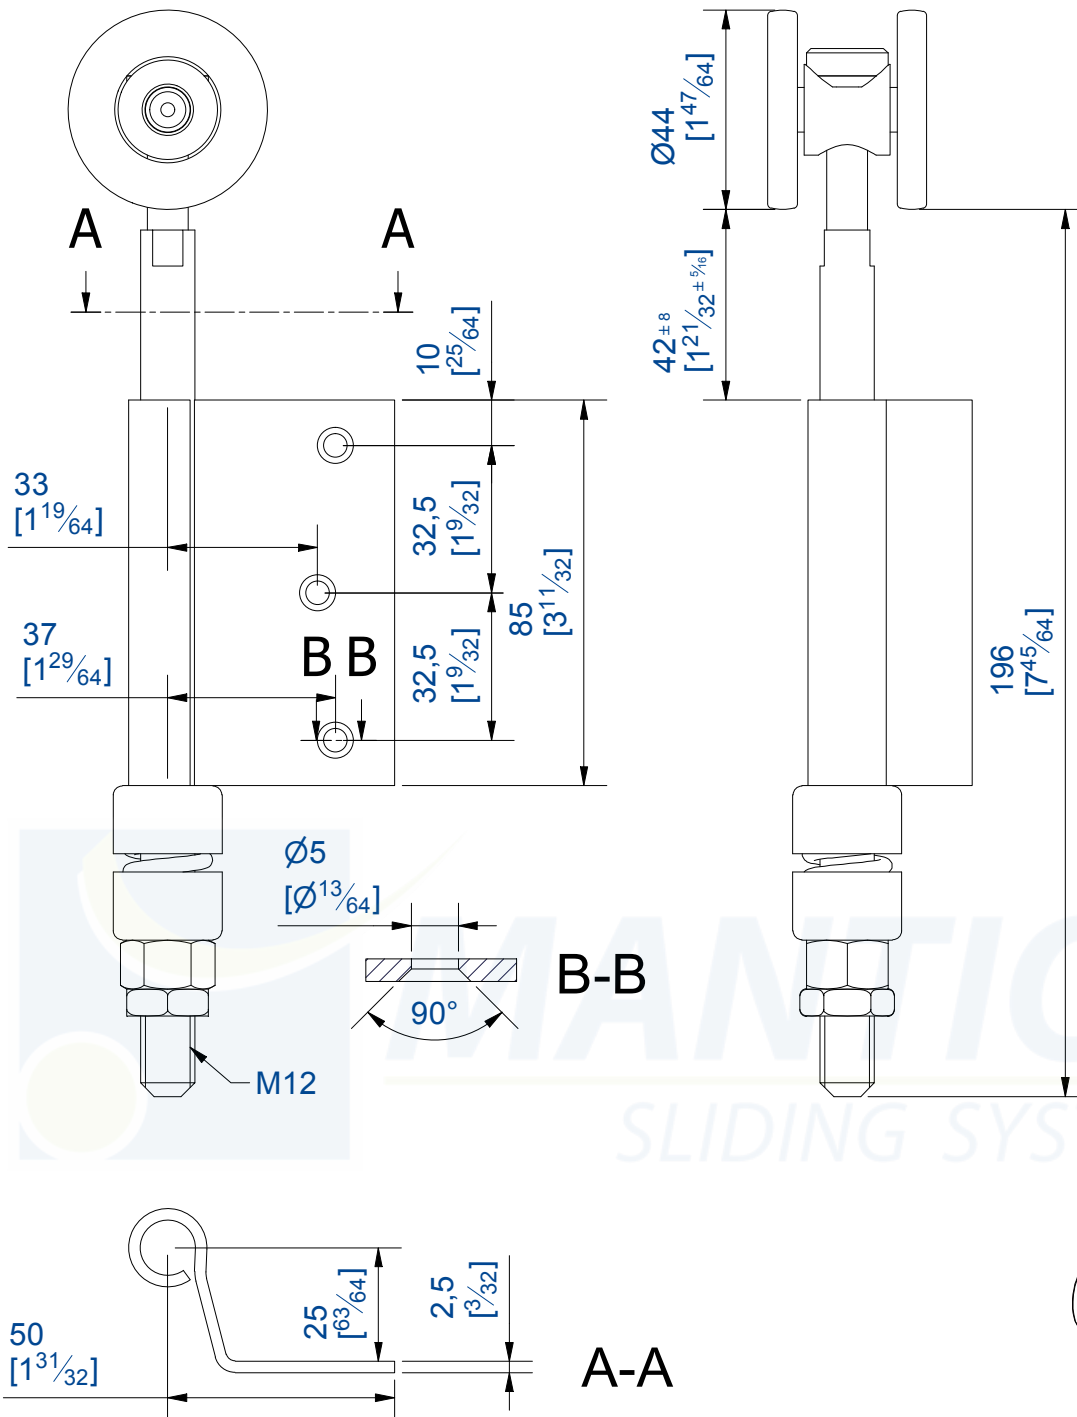 Ø44
[1 47/64]
A
A
42 ± 8
[1 21/32 ± 5/16]
10
[25/64]
33
[1 19/64]
32,5
[1 9/32]
85
[3 11/32]
37
[1 29/64]
B B
32,5
[1 9/32]
196
[7 45/64]
Ø5
[Ø 13/64]
B-B
90°
M12
MANTIC
SLIDING SYS
25
[63/64]
2,5
[3/32]
50
[1 31/32]
A-A